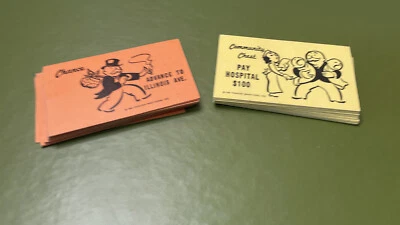 Chance
ADVANCE TO
ILLINOIS AVE.
Community
Chest
PAY
HOSPITAL
$100